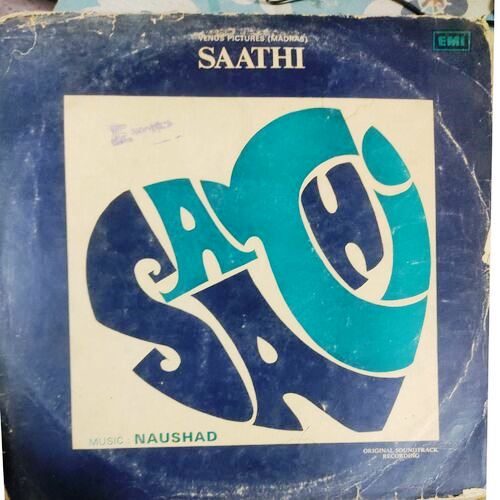 VENUS PICTURES (MADRAS)
SAATHI
EMI
SAATHI
MUSIC : NAUSHAD
ORIGINAL SOUNDTRACK
RECORDING